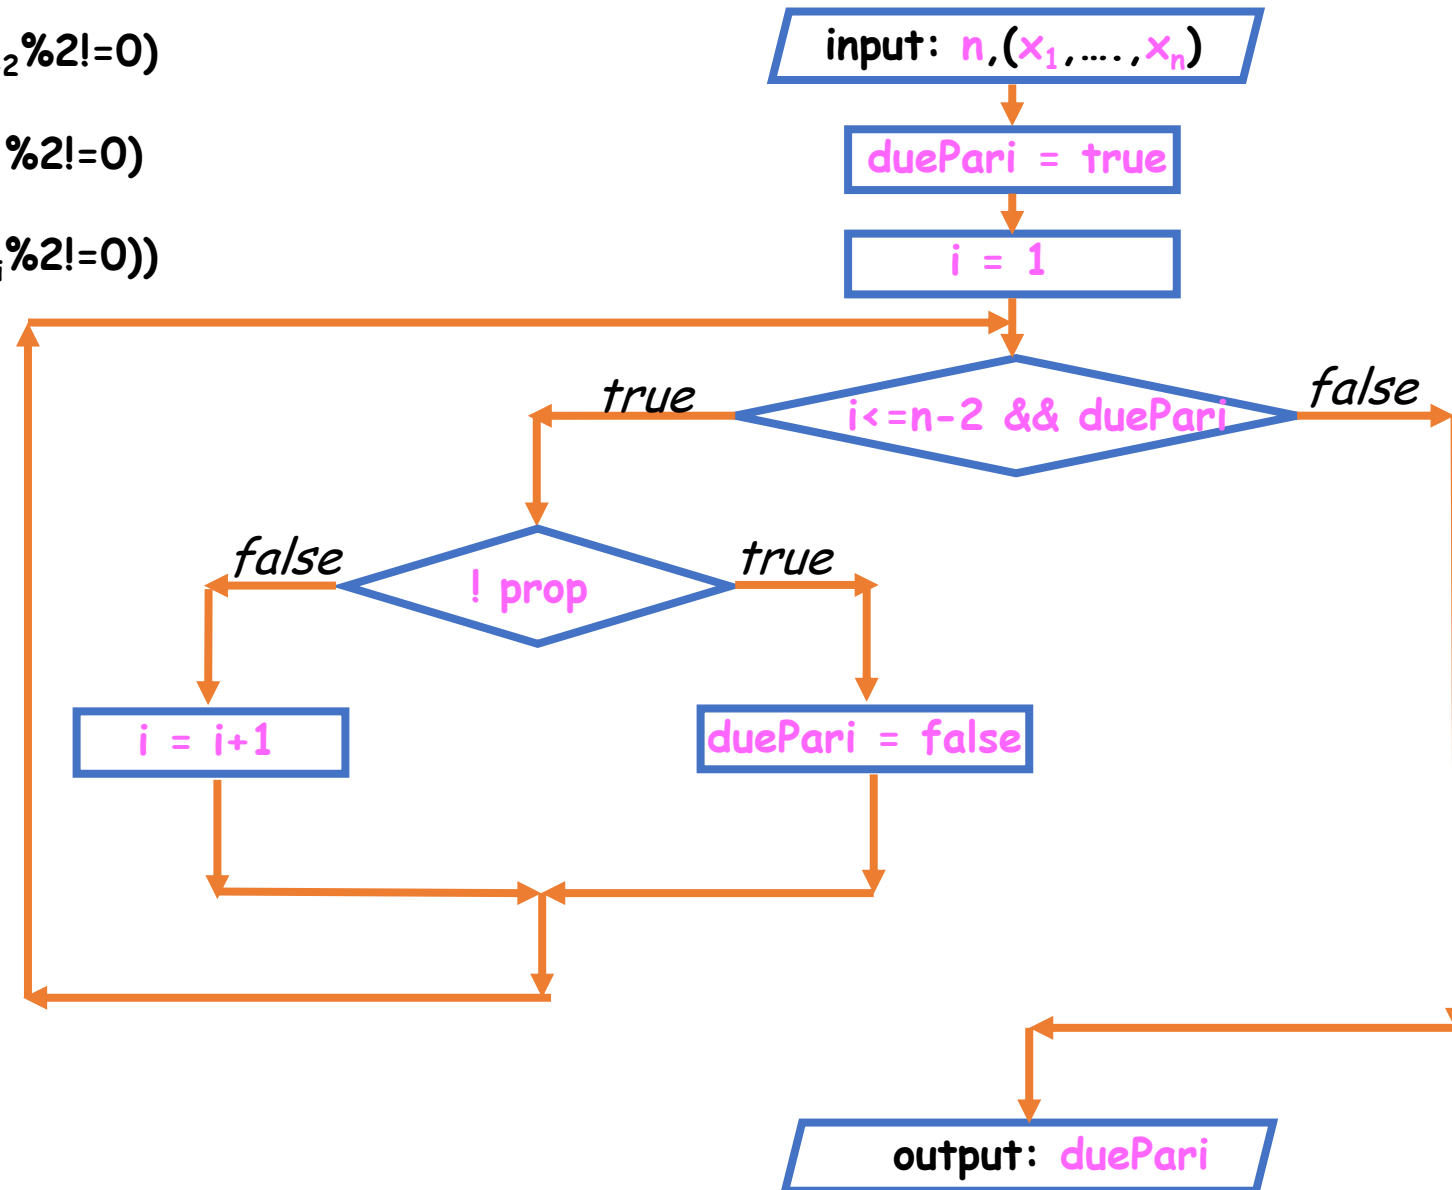 ₂%2!=0)
%2!=0)
ᵢ%2!=0))
input: n,(x₁,….,xₙ)
duePari = true
i = 1
true
i<=n-2 && duePari
false
false
! prop
true
i = i+1
duePari = false
output: duePari